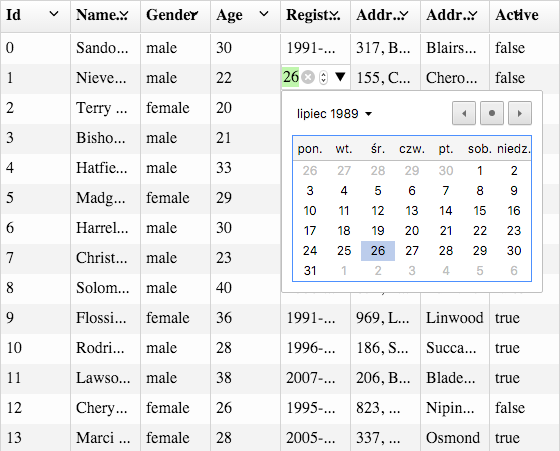 Id Name... Gender Age Regist... Addr... Addr... Active
0 Sando... male 30 1991-... 317, B... Blairs... false
1 Nieve... male 22 26 155, C... Chero... false
2 Terry ... female 20
lipiec 1989
3 Bisho... male 21
pon. wt. śr. czw. pt. sob. niedz.
4 Hatfie... male 33
26 27 28 29 30 1 2
3 4 5 6 7 8 9
5 Madg... female 29
10 11 12 13 14 15 16
6 Harrel... male 30
17 18 19 20 21 22 23
7 Christ... male 23
24 25 26 27 28 29 30
31 1 2 3 4 5 6
8 Solom... male 40
9 Flossi... female 36 1991-... 969, L... Linwood true
10 Rodri... male 28 1996-... 186, S... Succa... true
11 Lawso... male 38 2007-... 206, B... Blade... true
12 Chery... female 26 1995-... 823, ... Nipin... false
13 Marci ... female 28 2005-... 337, ... Osmond true